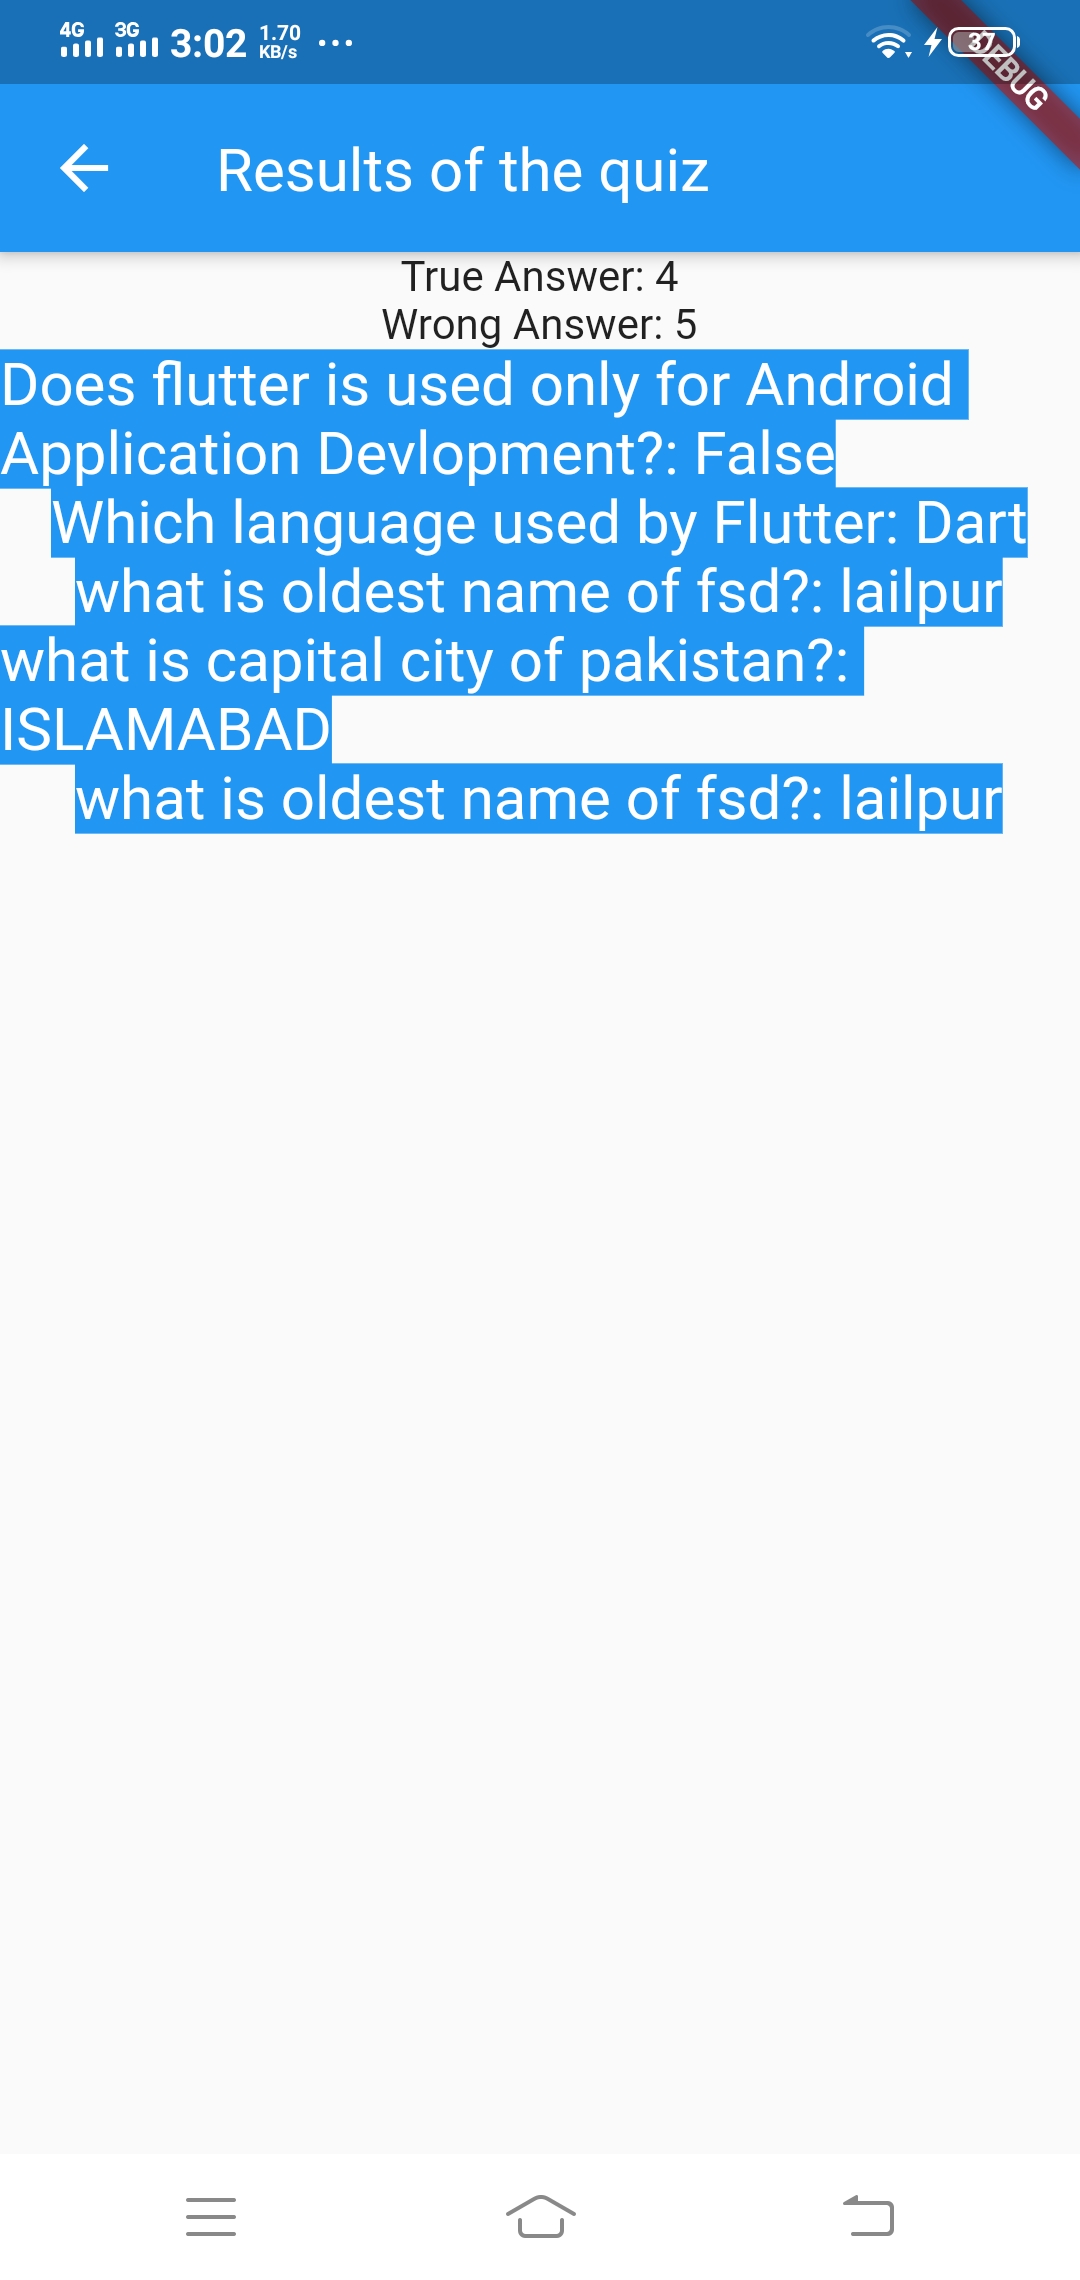 4G 3G 3:02 1.70 KB/s ... 37
DEBUG
Results of the quiz
True Answer: 4
Wrong Answer: 5
Does flutter is used only for Android
Application Devlopment?: False
Which language used by Flutter: Dart
what is oldest name of fsd?: lailpur
what is capital city of pakistan?:
ISLAMABAD
what is oldest name of fsd?: lailpur